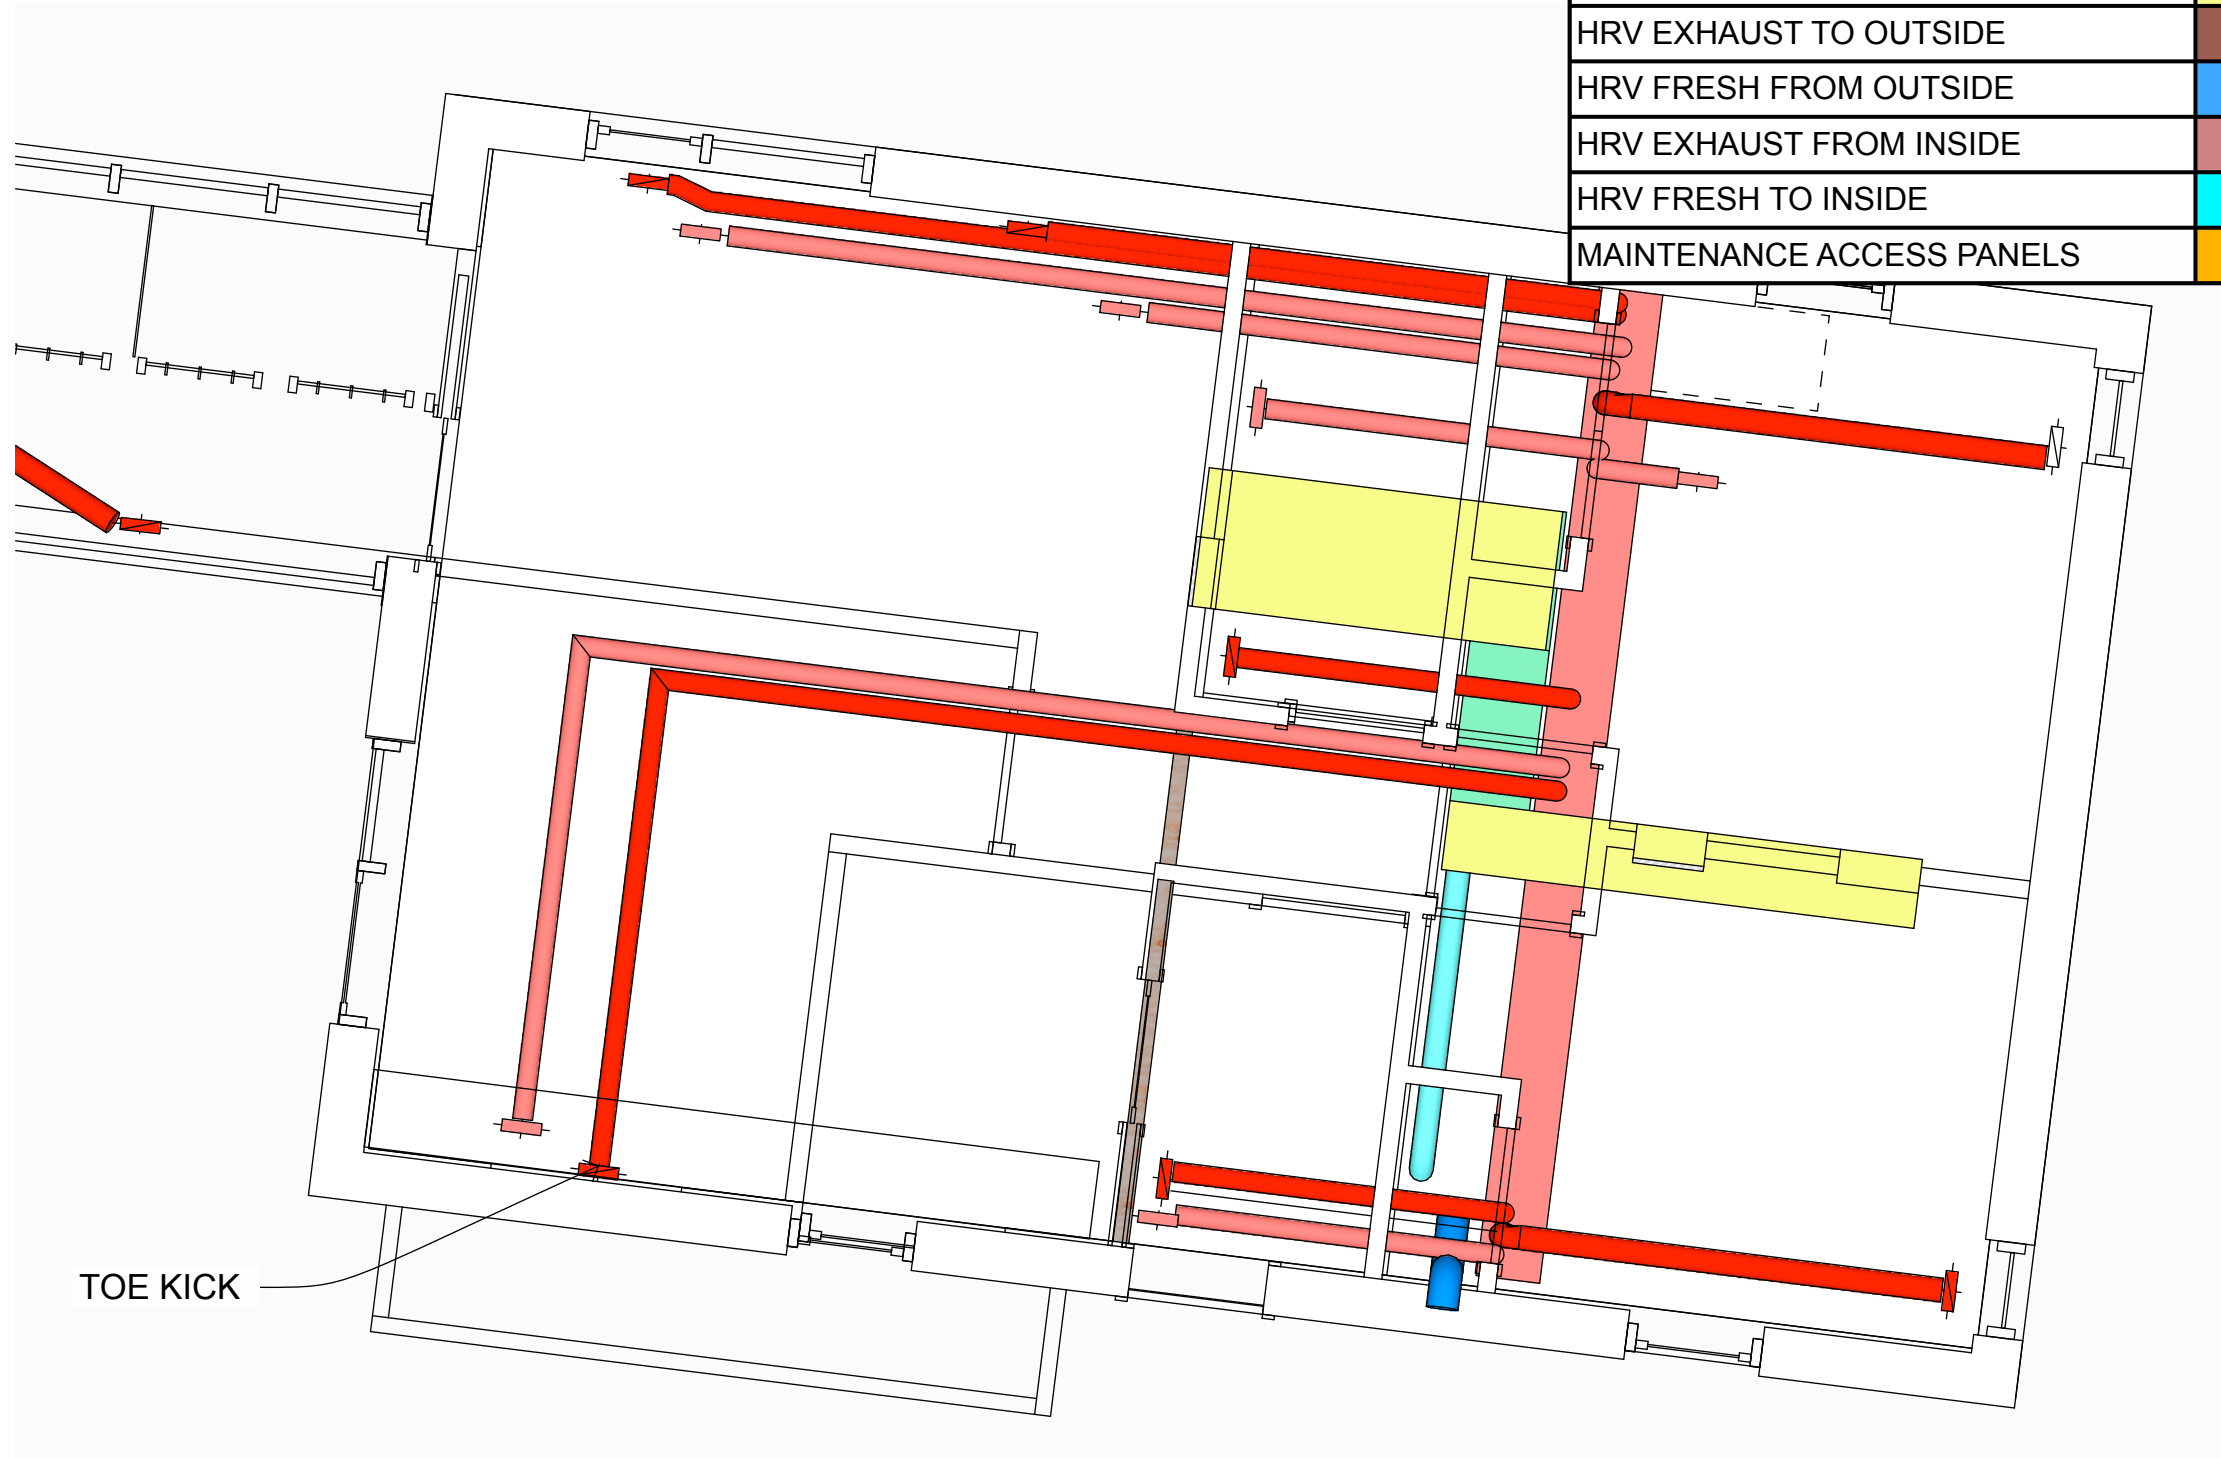 HRV EXHAUST TO OUTSIDE
HRV FRESH FROM OUTSIDE
HRV EXHAUST FROM INSIDE
HRV FRESH TO INSIDE
MAINTENANCE ACCESS PANELS
TOE KICK